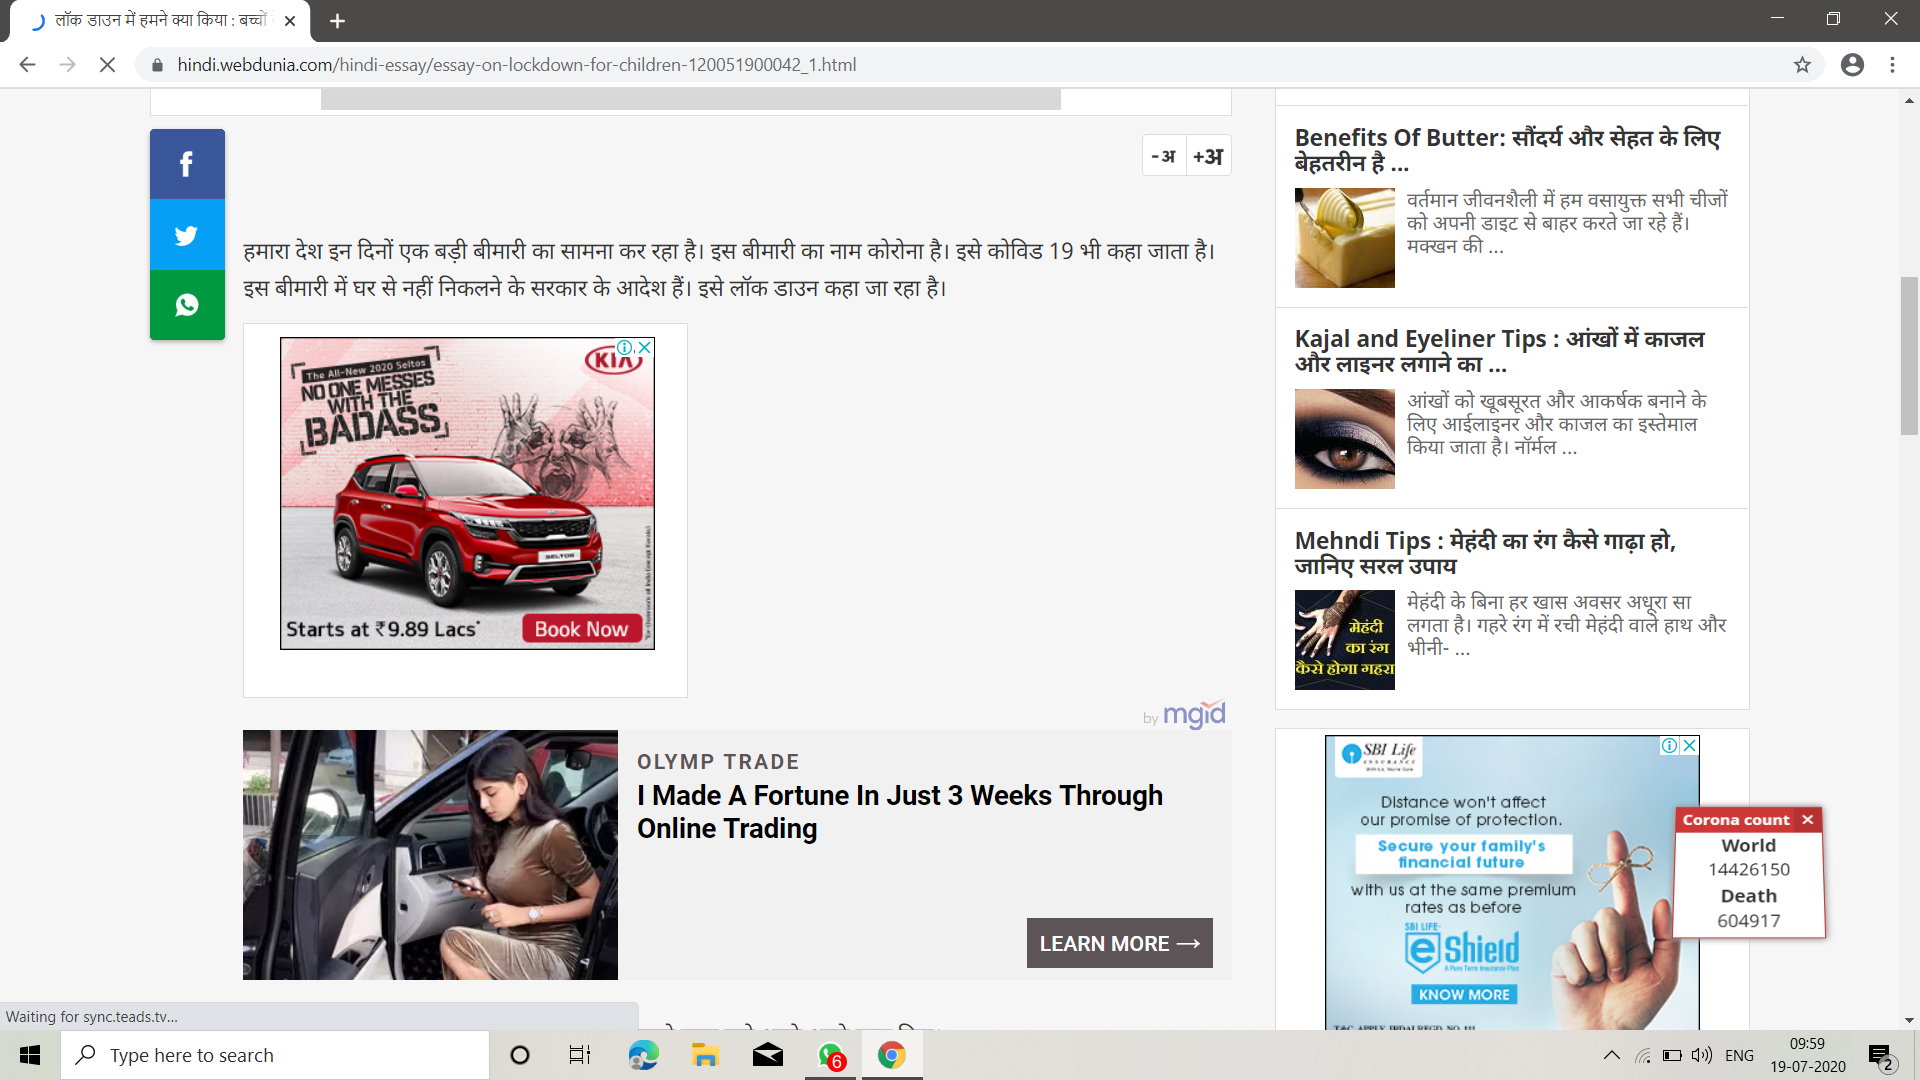 लॉक डाउन में हमने क्या किया : बच्चों
hindi.webdunia.com/hindi-essay/essay-on-lockdown-for-children-120051900042_1.html
-अ +अ
हमारा देश इन दिनों एक बड़ी बीमारी का सामना कर रहा है। इस बीमारी का नाम कोरोना है। इसे कोविड 19 भी कहा जाता है।
इस बीमारी में घर से नहीं निकलने के सरकार के आदेश हैं। इसे लॉक डाउन कहा जा रहा है।
The All-New 2020 Seltos
NO ONE MESSES
WITH THE
BADASS
KIA
SELTOS
Starts at ₹9.89 Lacs*
Book Now
by mgid
OLYMP TRADE
I Made A Fortune In Just 3 Weeks Through
Online Trading
LEARN MORE →
Benefits Of Butter: सौंदर्य और सेहत के लिए
बेहतरीन है ...
वर्तमान जीवनशैली में हम वसायुक्त सभी चीजों
को अपनी डाइट से बाहर करते जा रहे हैं।
मक्खन की ...
Kajal and Eyeliner Tips : आंखों में काजल
और लाइनर लगाने का ...
आंखों को खूबसूरत और आकर्षक बनाने के
लिए आईलाइनर और काजल का इस्तेमाल
किया जाता है। नॉर्मल ...
Mehndi Tips : मेहंदी का रंग कैसे गाढ़ा हो,
जानिए सरल उपाय
मेहंदी
का रंग
कैसे होगा गहरा
मेहंदी के बिना हर खास अवसर अधूरा सा
लगता है। गहरे रंग में रची मेहंदी वाले हाथ और
भीनी- ...
SBI Life
INSURANCE
Distance won't affect
our promise of protection.
Secure your family's
financial future
with us at the same premium
rates as before
SBI LIFE-
eShield
A Pure Term Insurance Plan
KNOW MORE
Corona count ×
World
14426150
Death
604917
Waiting for sync.teads.tv...
Type here to search
6
ENG
09:59
19-07-2020
2